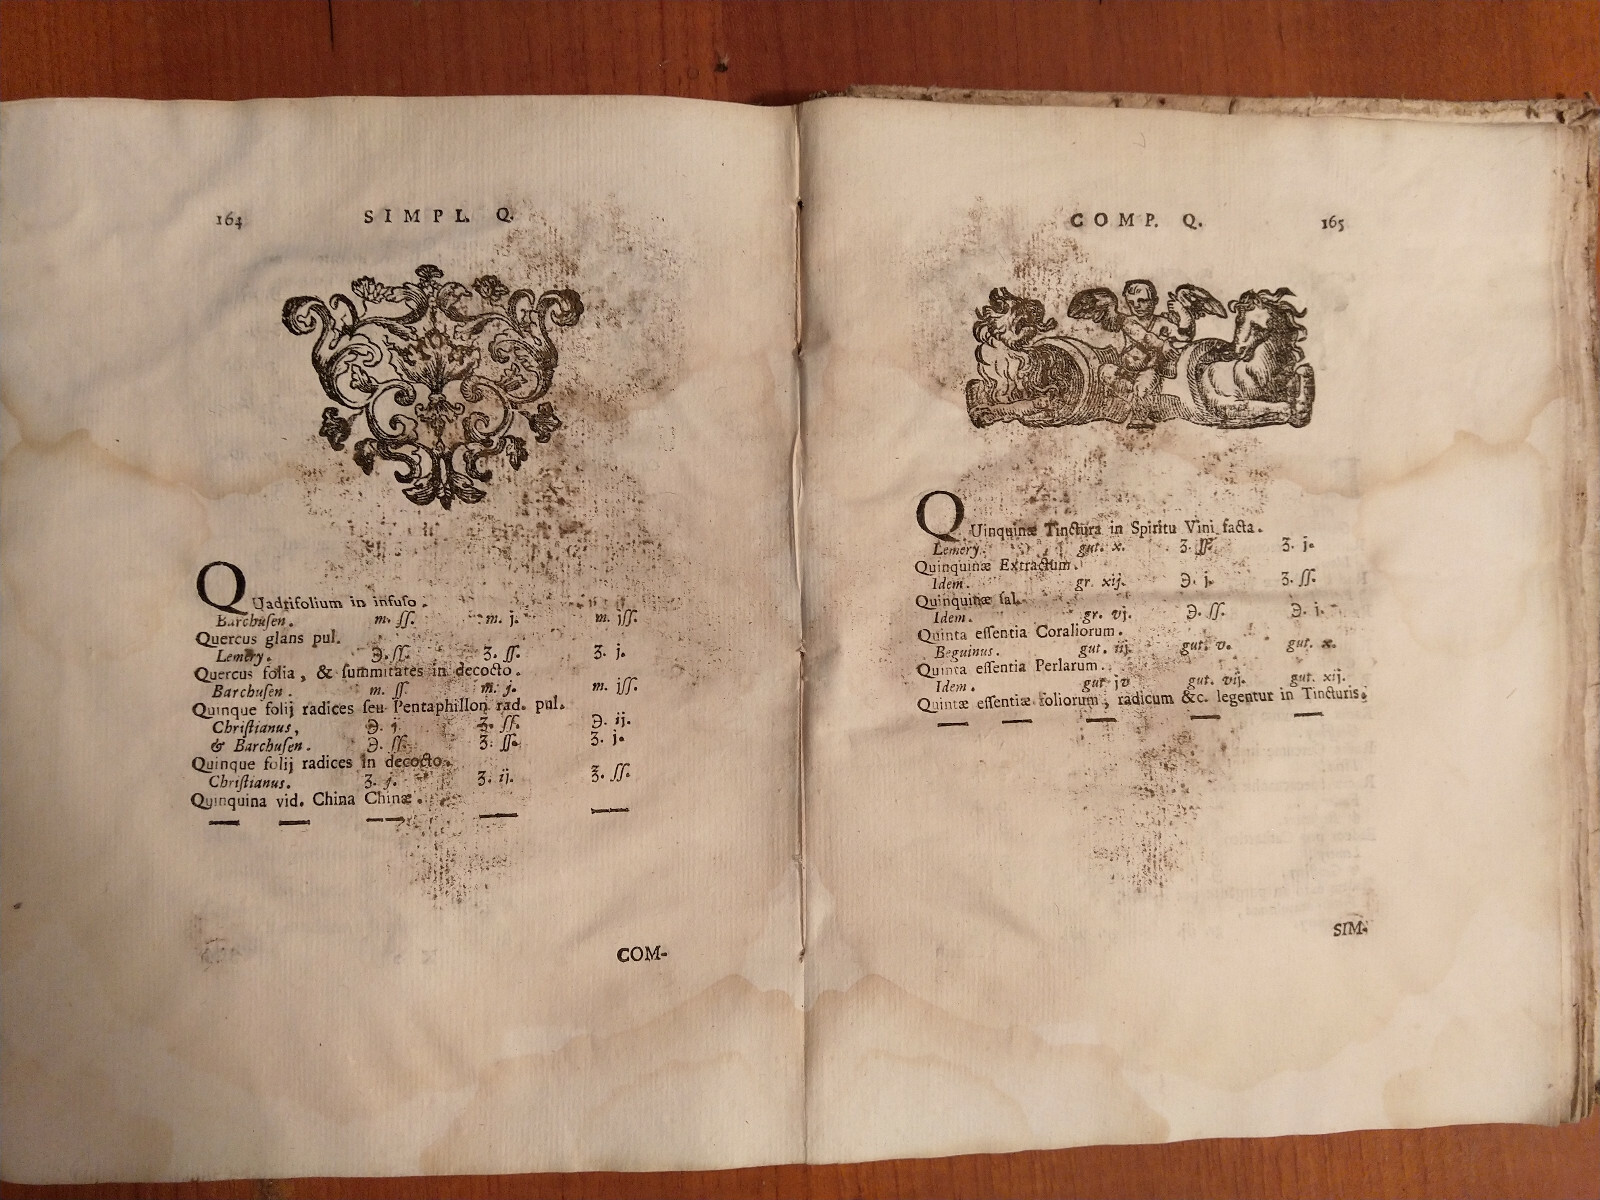 164 SIMPL. Q.
QUadrifolium in infuso.
Barchusen. m. ſſ. m. j. m. jſſ.
Quercus glans pul.
Lemery. ℈. ſſ. ʒ. ſſ. ʒ. j.
Quercus folia, & ſummitates in decocto.
Barchuſen. m. ſſ. m. j. m. jſſ.
Quinque folij radices ſeu Pentaphillon rad. pul.
Chriſtianus, ℈. j. ʒ. ſſ. ℈. ij.
& Barchuſen. ℈. ſſ. ʒ. ſſ. ʒ. j.
Quinque folij radices in decocto.
Chriſtianus. ʒ. j. ʒ. ij. ℥. ſſ.
Quinquina vid. China Chinæ.
COM-
COMP. Q. 165
QUinquinæ Tinctura in Spiritu Vini facta.
Lemery. gut. x. ʒ. ſſ. ʒ. j.
Quinquinæ Extractum.
Idem. gr. xij. ℈. j. ʒ. ſſ.
Quinquinæ ſal.
Idem. gr. vj. ℈. ſſ. ℈. j.
Quinta eſſentia Coraliorum.
Beguinus. gut. iij. gut. v. gut. x.
Quinta eſſentia Perlarum.
Idem. gut. jv gut. vij. gut. xij.
Quintæ eſſentiæ foliorum, radicum &c. legentur in Tincturis.
SIM-